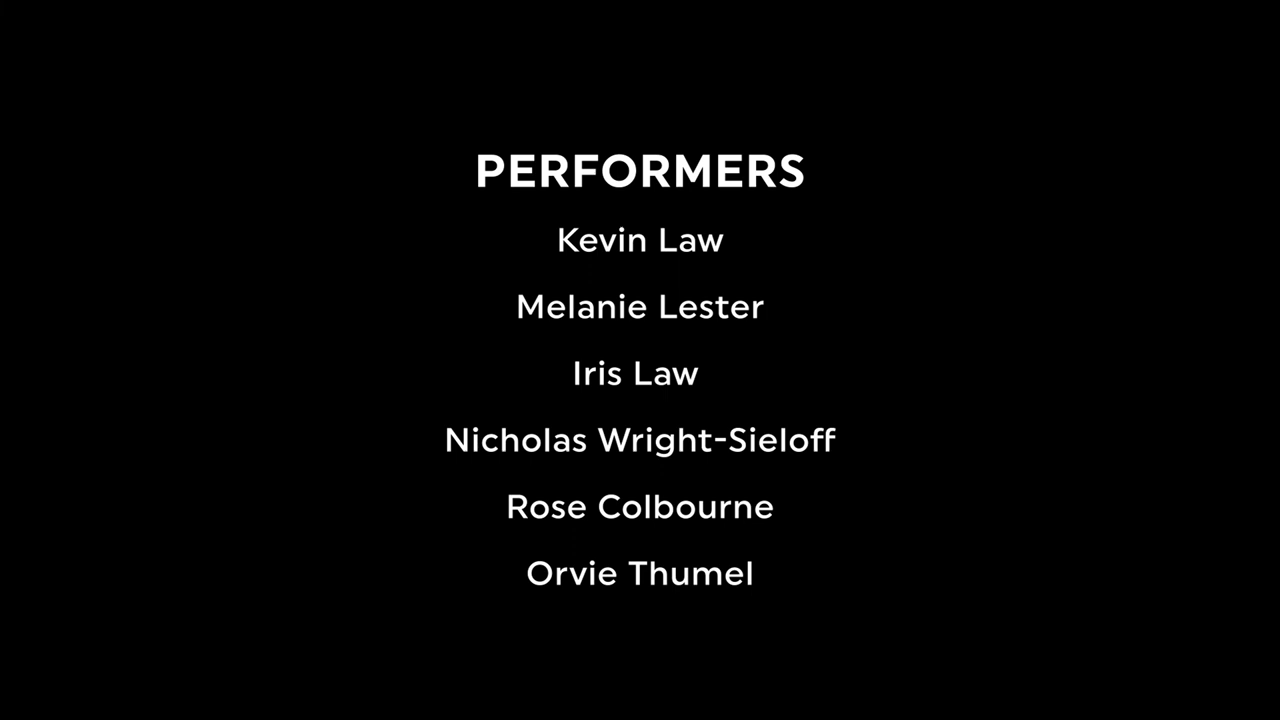 PERFORMERS
Kevin Law
Melanie Lester
Iris Law
Nicholas Wright-Sieloff
Rose Colbourne
Orvie Thumel